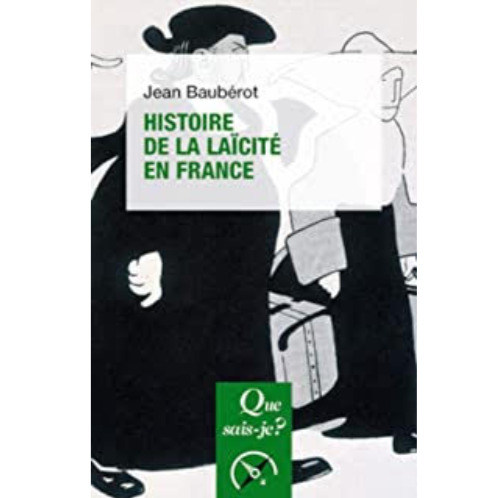 Jean Baubérot
HISTOIRE
DE LA LAÏCITÉ
EN FRANCE
Que
sais-je?